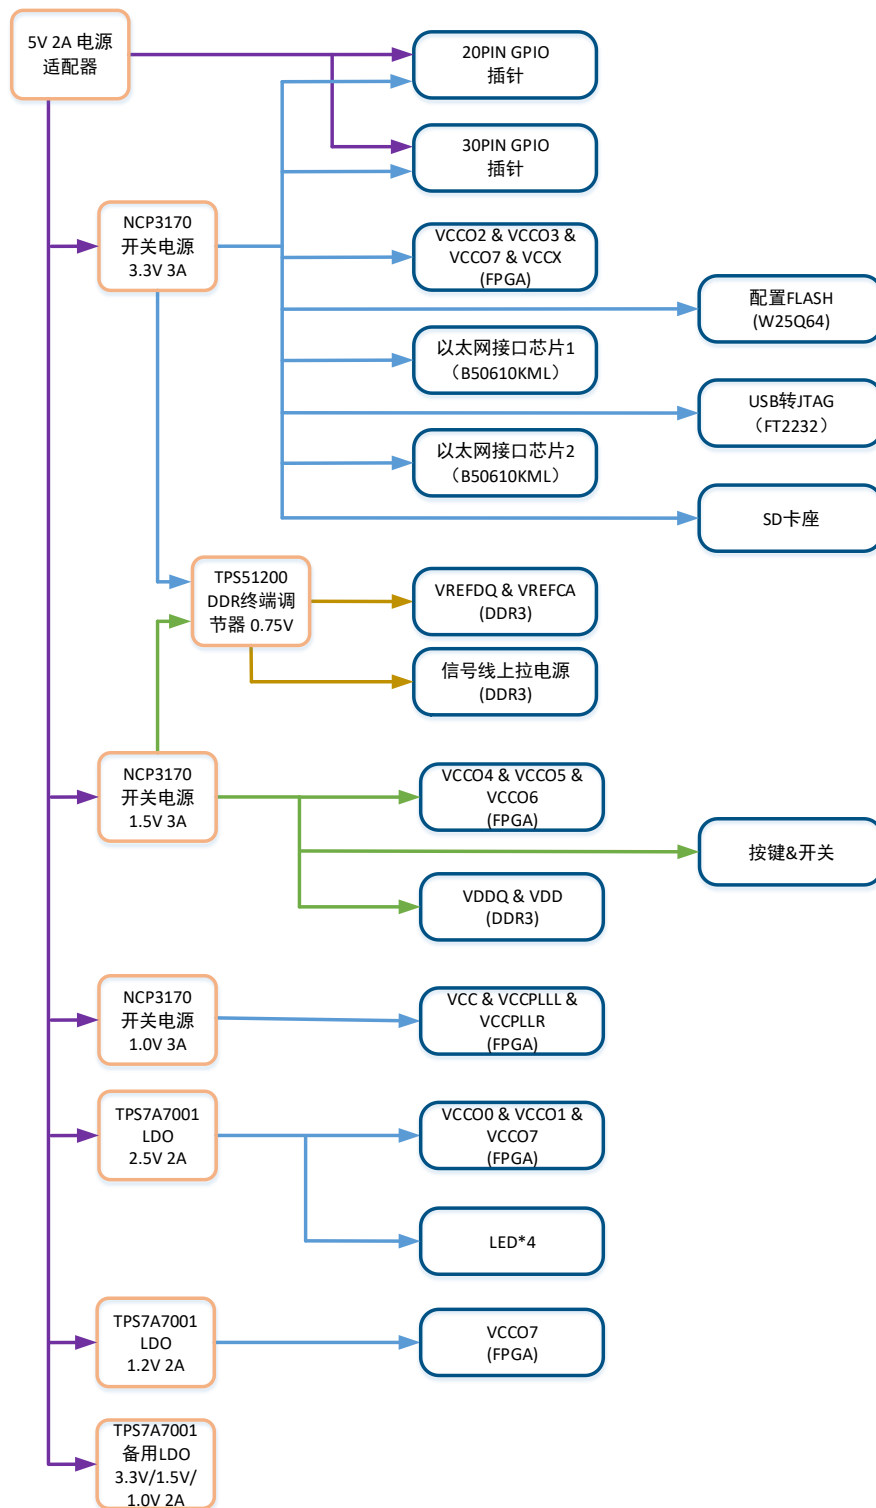 5V 2A 电源
适配器
20PIN GPIO
插针
30PIN GPIO
插针
NCP3170
开关电源
3.3V 3A
VCCO2 & VCCO3 &
VCCO7 & VCCX
(FPGA)
配置FLASH
(W25Q64)
以太网接口芯片1
（B50610KML）
USB转JTAG
（FT2232）
以太网接口芯片2
（B50610KML）
SD卡座
TPS51200
DDR终端调
节器 0.75V
VREFDQ & VREFCA
(DDR3)
信号线上拉电源
(DDR3)
NCP3170
开关电源
1.5V 3A
VCCO4 & VCCO5 &
VCCO6
(FPGA)
按键&开关
VDDQ & VDD
(DDR3)
NCP3170
开关电源
1.0V 3A
VCC & VCCPLLL &
VCCPLLR
(FPGA)
TPS7A7001
LDO
2.5V 2A
VCCO0 & VCCO1 &
VCCO7
(FPGA)
LED*4
TPS7A7001
LDO
1.2V 2A
VCCO7
(FPGA)
TPS7A7001
备用LDO
3.3V/1.5V/
1.0V 2A